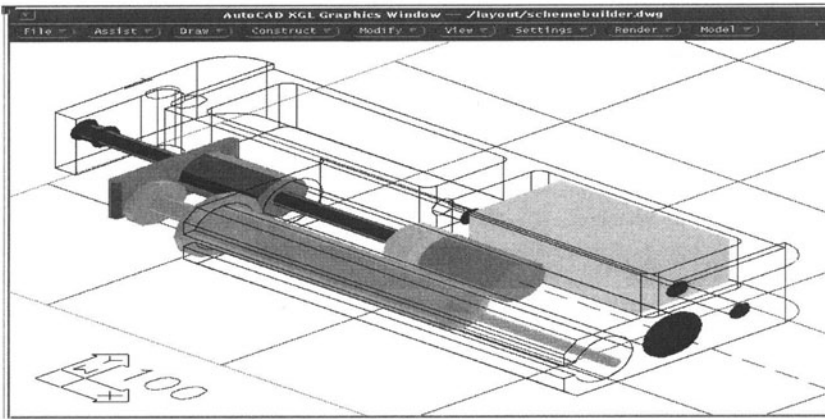 AutoCAD XGL Graphics Window -- ./layout/schemebuilder.dwg
File Assist Draw Construct Modify View Settings Render Model
Y
W
X
100